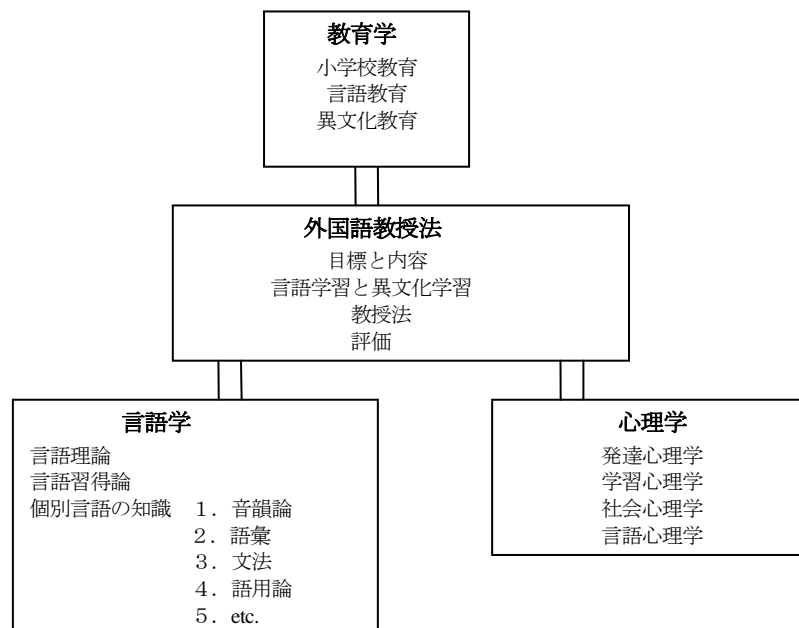 教育学
小学校教育
言語教育
異文化教育
外国語教授法
目標と内容
言語学習と異文化学習
教授法
評価
言語学
言語理論
言語習得論
個別言語の知識 1．音韻論
2．語彙
3．文法
4．語用論
5．etc.
心理学
発達心理学
学習心理学
社会心理学
言語心理学